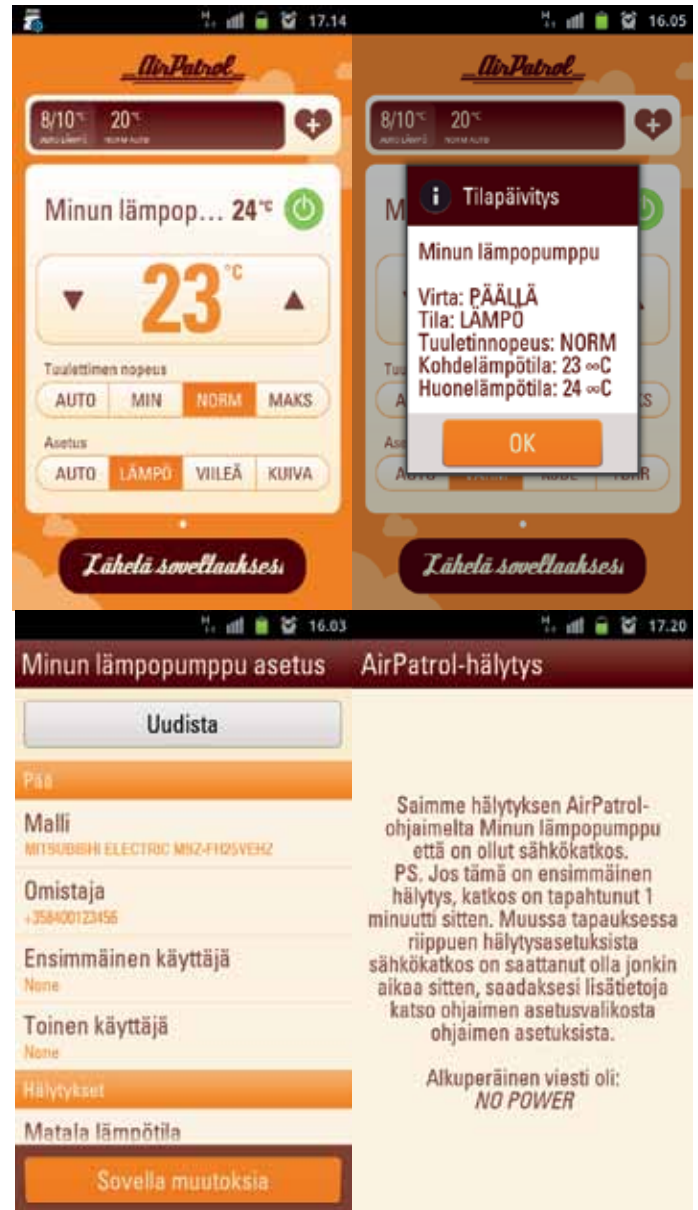 17.14
AirPatrol
8/10°C 20°C
AUTO LÄMPÖ NORM AUTO
Minun lämpop... 24°C
23°C
Tuulettimen nopeus
AUTO MIN NORM MAKS
Asetus
AUTO LÄMPÖ VIILEÄ KUIVA
Lähetä soveltaaksesi
16.05
AirPatrol
8/10°C 20°C
AUTO LÄMPÖ NORM AUTO
M
i Tilapäivitys
Minun lämpopumppu
Virta: PÄÄLLÄ
Tila: LÄMPÖ
Tuuletinnopeus: NORM
Kohdelämpötila: 23 ∞C
Huonelämpötila: 24 ∞C
OK
Lähetä soveltaaksesi
16.03
Minun lämpopumppu asetus
Uudista
Pää
Malli
MITSUBISHI ELECTRIC MSZ-FH25VEHZ
Omistaja
+358400123456
Ensimmäinen käyttäjä
None
Toinen käyttäjä
None
Hälytykset
Matala lämpötila
Sovella muutoksia
17.20
AirPatrol-hälytys
Saimme hälytyksen AirPatrol-
ohjaimelta Minun lämpopumppu
että on ollut sähkökatkos.
PS. Jos tämä on ensimmäinen
hälytys, katkos on tapahtunut 1
minuutti sitten. Muussa tapauksessa
riippuen hälytysasetuksista
sähkökatkos on saattanut olla jonkin
aikaa sitten, saadaksesi lisätietoja
katso ohjaimen asetusvalikosta
ohjaimen asetuksista.
Alkuperäinen viesti oli:
NO POWER